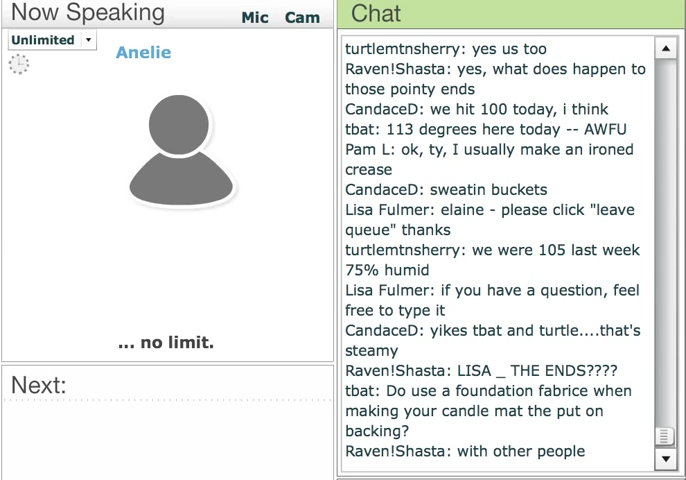 Now Speaking
Mic Cam
Unlimited
Anelie
... no limit.
Next:
Chat
turtlemtnsherry: yes us too
Raven!Shasta: yes, what does happen to
those pointy ends
CandaceD: we hit 100 today, i think
tbat: 113 degrees here today -- AWFU
Pam L: ok, ty, I usually make an ironed
crease
CandaceD: sweatin buckets
Lisa Fulmer: elaine - please click "leave
queue" thanks
turtlemtnsherry: we were 105 last week
75% humid
Lisa Fulmer: if you have a question, feel
free to type it
CandaceD: yikes tbat and turtle....that's
steamy
Raven!Shasta: LISA _ THE ENDS????
tbat: Do use a foundation fabrice when
making your candle mat the put on
backing?
Raven!Shasta: with other people